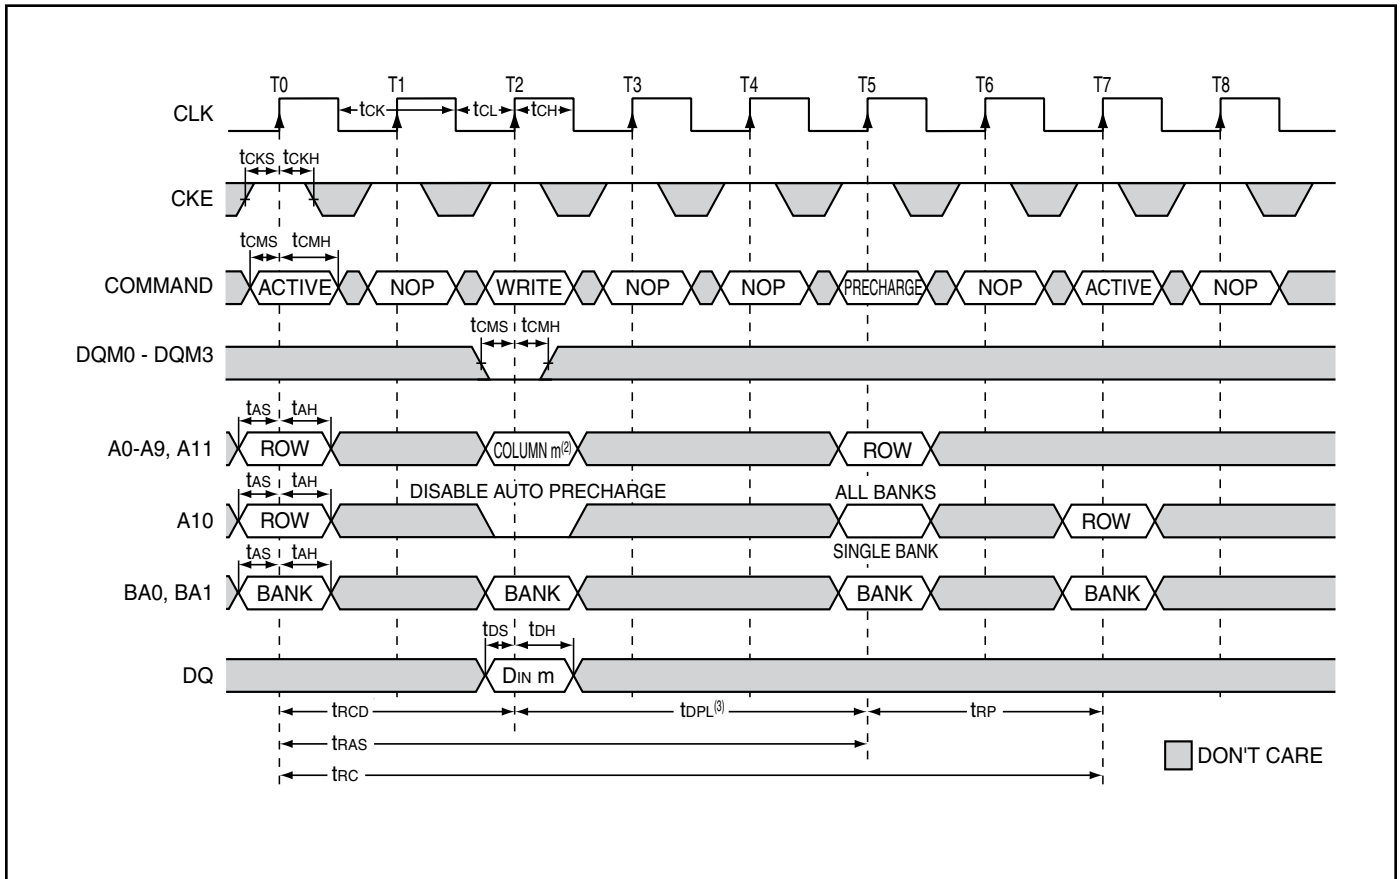 T0 T1 T2 T3 T4 T5 T6 T7 T8
CLK tCK tCL tCH
tCKS tCKH
CKE
tCMS tCMH
COMMAND ACTIVE NOP WRITE NOP NOP PRECHARGE NOP ACTIVE NOP
tCMS tCMH
DQM0 - DQM3
tAS tAH
A0-A9, A11 ROW COLUMN m(2) ROW
tAS tAH DISABLE AUTO PRECHARGE ALL BANKS
A10 ROW ROW
tAS tAH SINGLE BANK
BA0, BA1 BANK BANK BANK BANK
tDS tDH
DQ DIN m
tRCD tDPL(3) tRP
tRAS
DON'T CARE
tRC